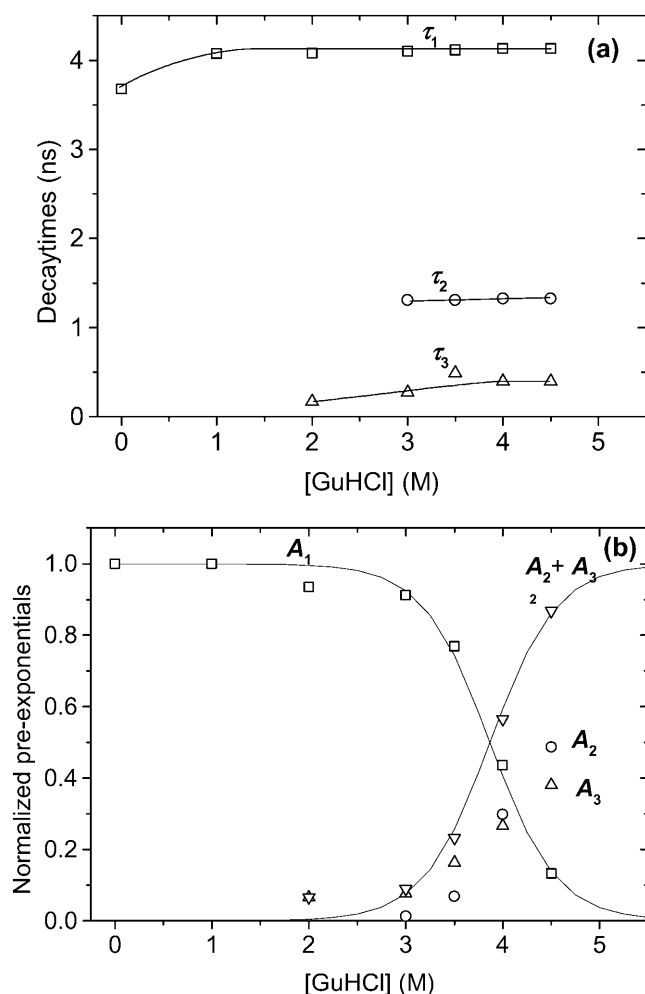 (a)
τ1
τ2
τ3
4
3
2
1
0
0 1 2 3 4 5
Decaytimes (ns)
[GuHCl] (M)
(b)
A1
A2+ A3
2
A2
A3
1.0
0.8
0.6
0.4
0.2
0.0
0 1 2 3 4 5
Normalized pre-exponentials
[GuHCl] (M)